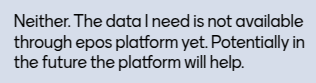 Neither. The data I need is not available
through epos platform yet. Potentially in
the future the platform will help.